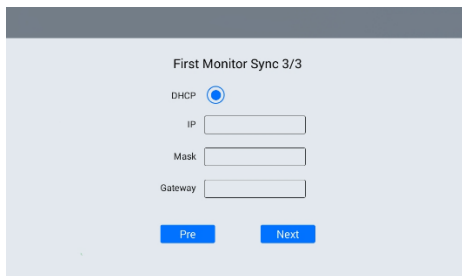 First Monitor Sync 3/3
DHCP
IP
Mask
Gateway
Pre Next